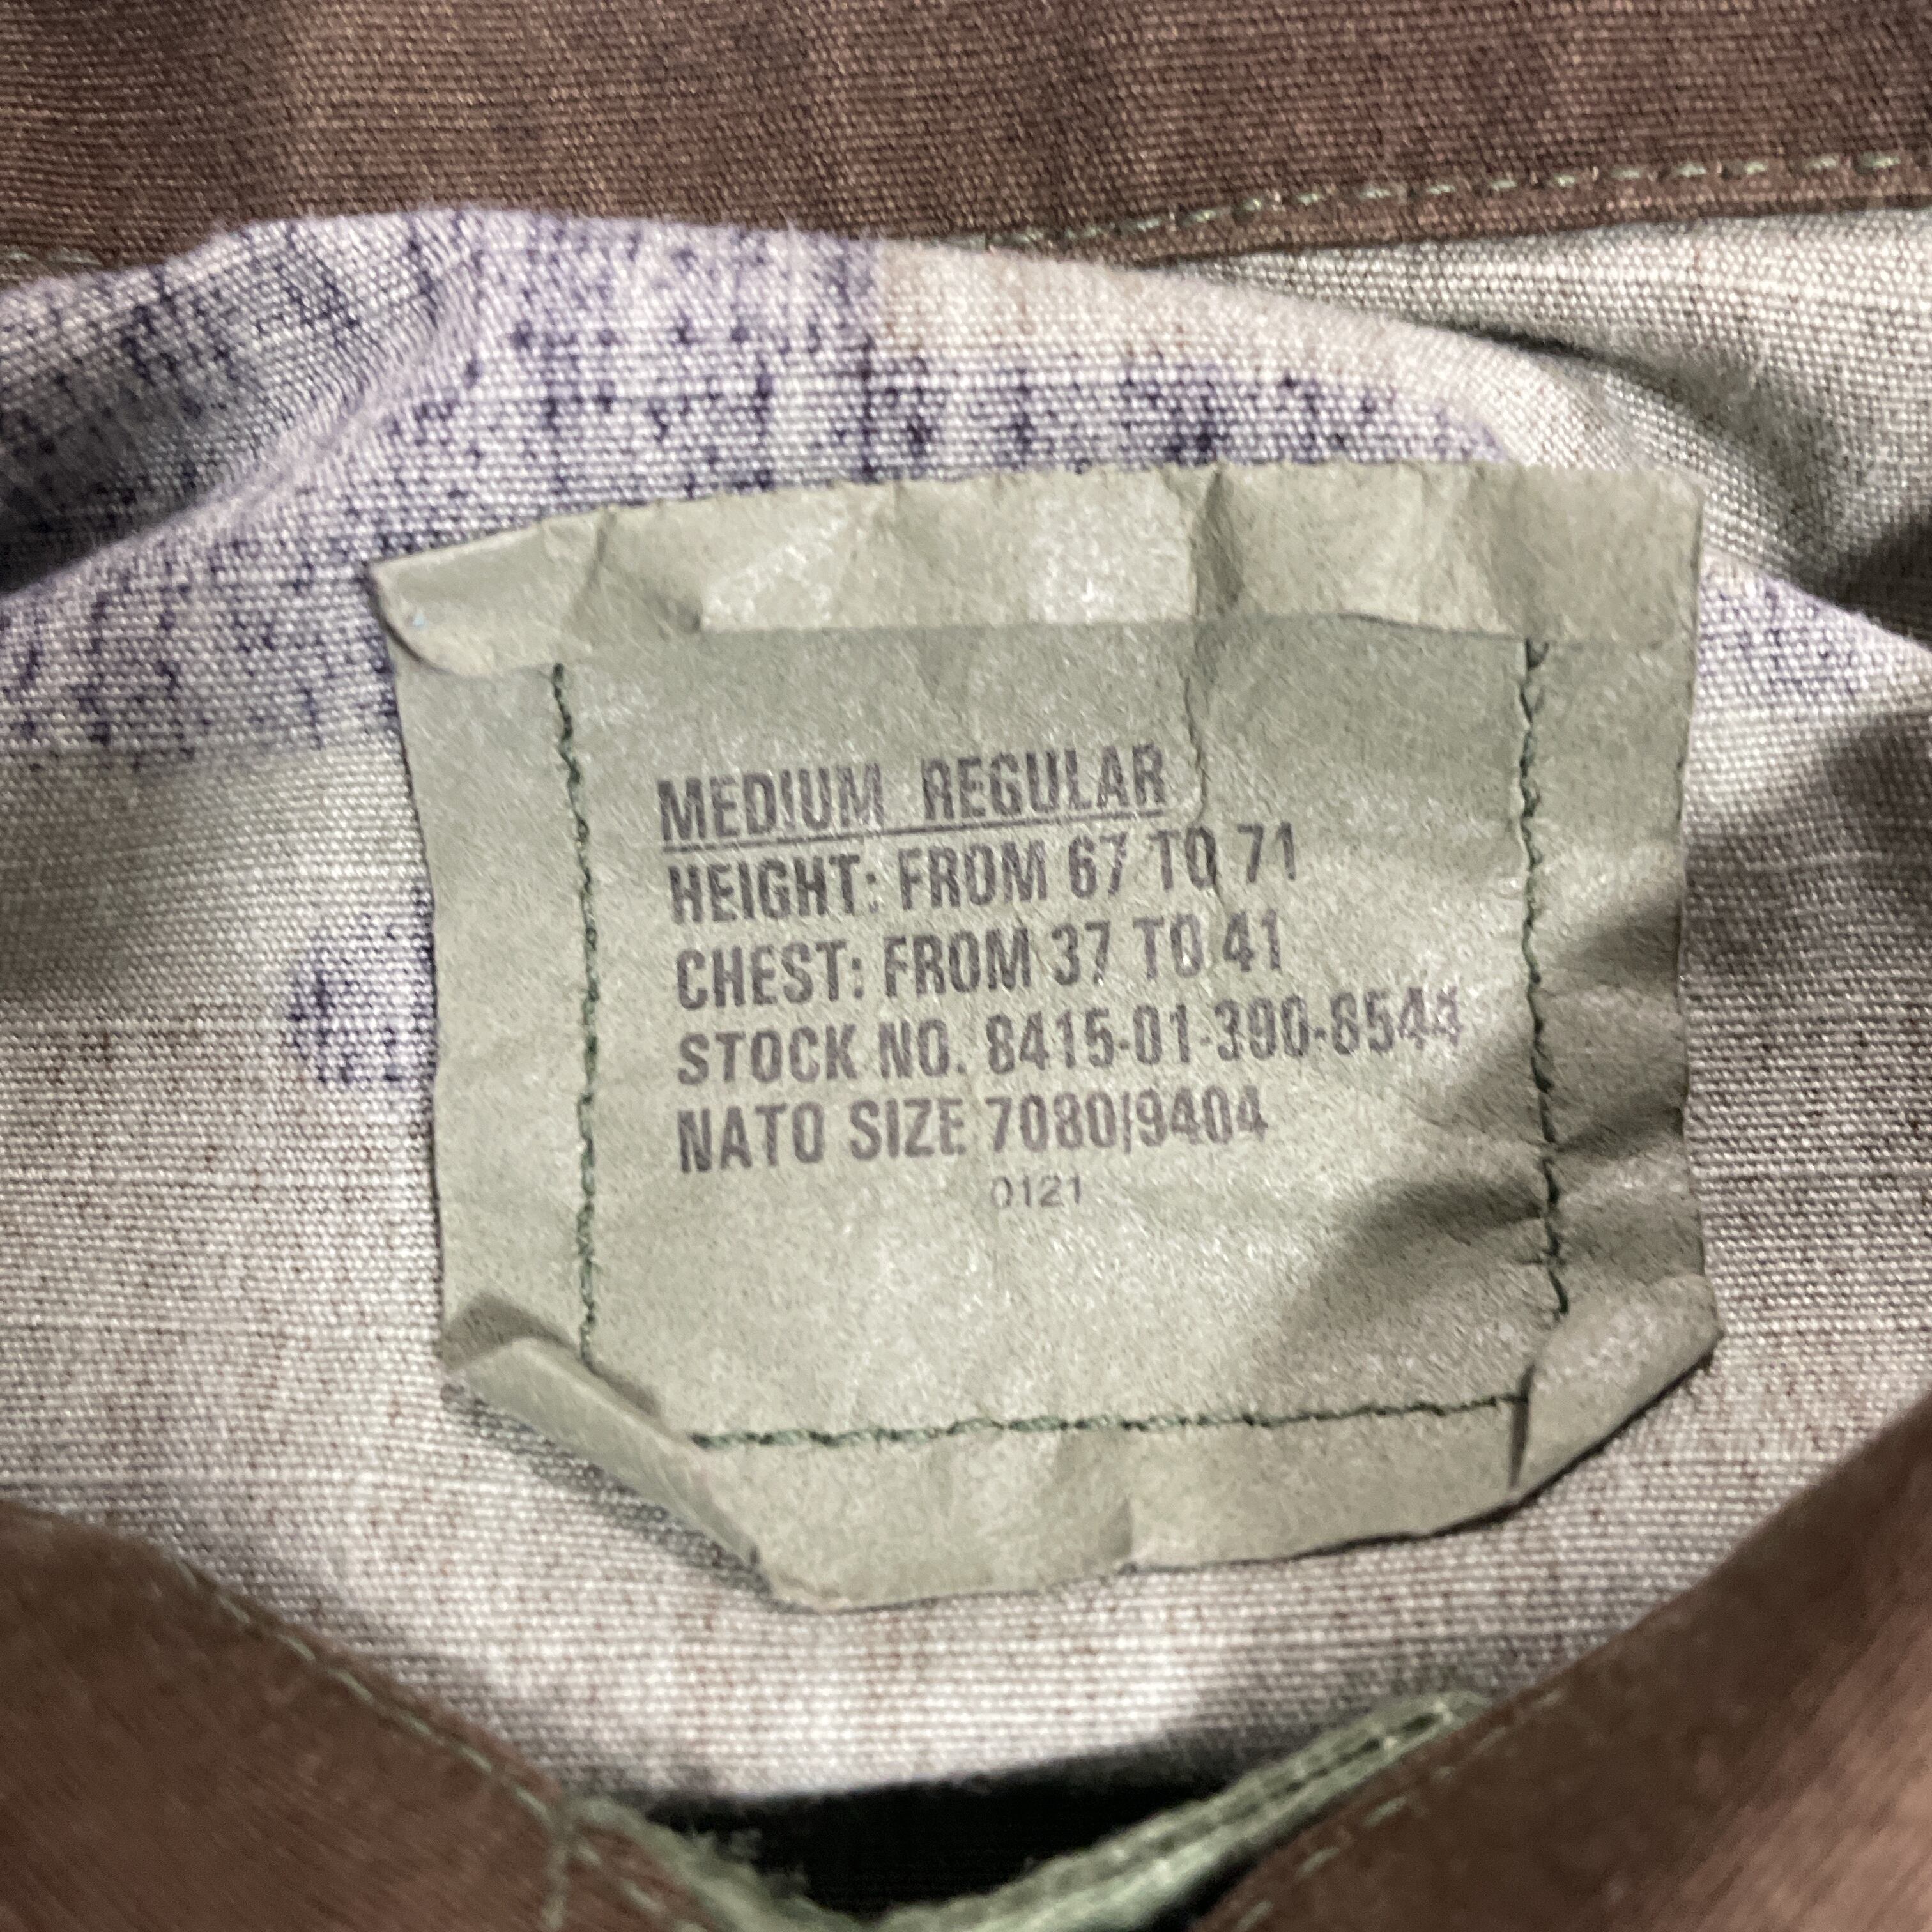 MEDIUM REGULAR
HEIGHT: FROM 67 TO 71
CHEST: FROM 37 TO 41
STOCK NO. 8415-01-390-8544
NATO SIZE 7080/9404
0121